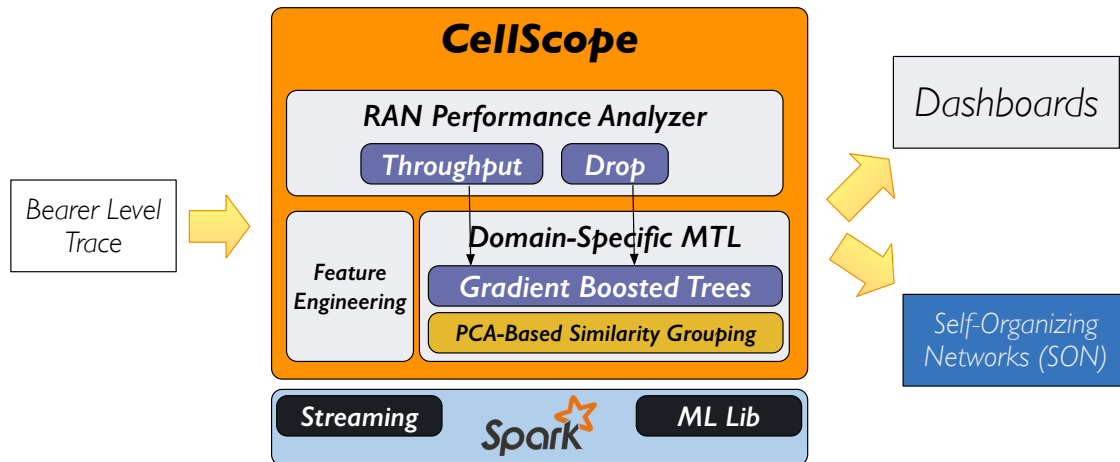 CellScope
RAN Performance Analyzer
Throughput
Drop
Bearer Level
Trace
Feature
Engineering
Domain-Specific MTL
Gradient Boosted Trees
PCA-Based Similarity Grouping
Streaming
Spark
ML Lib
Dashboards
Self-Organizing
Networks (SON)